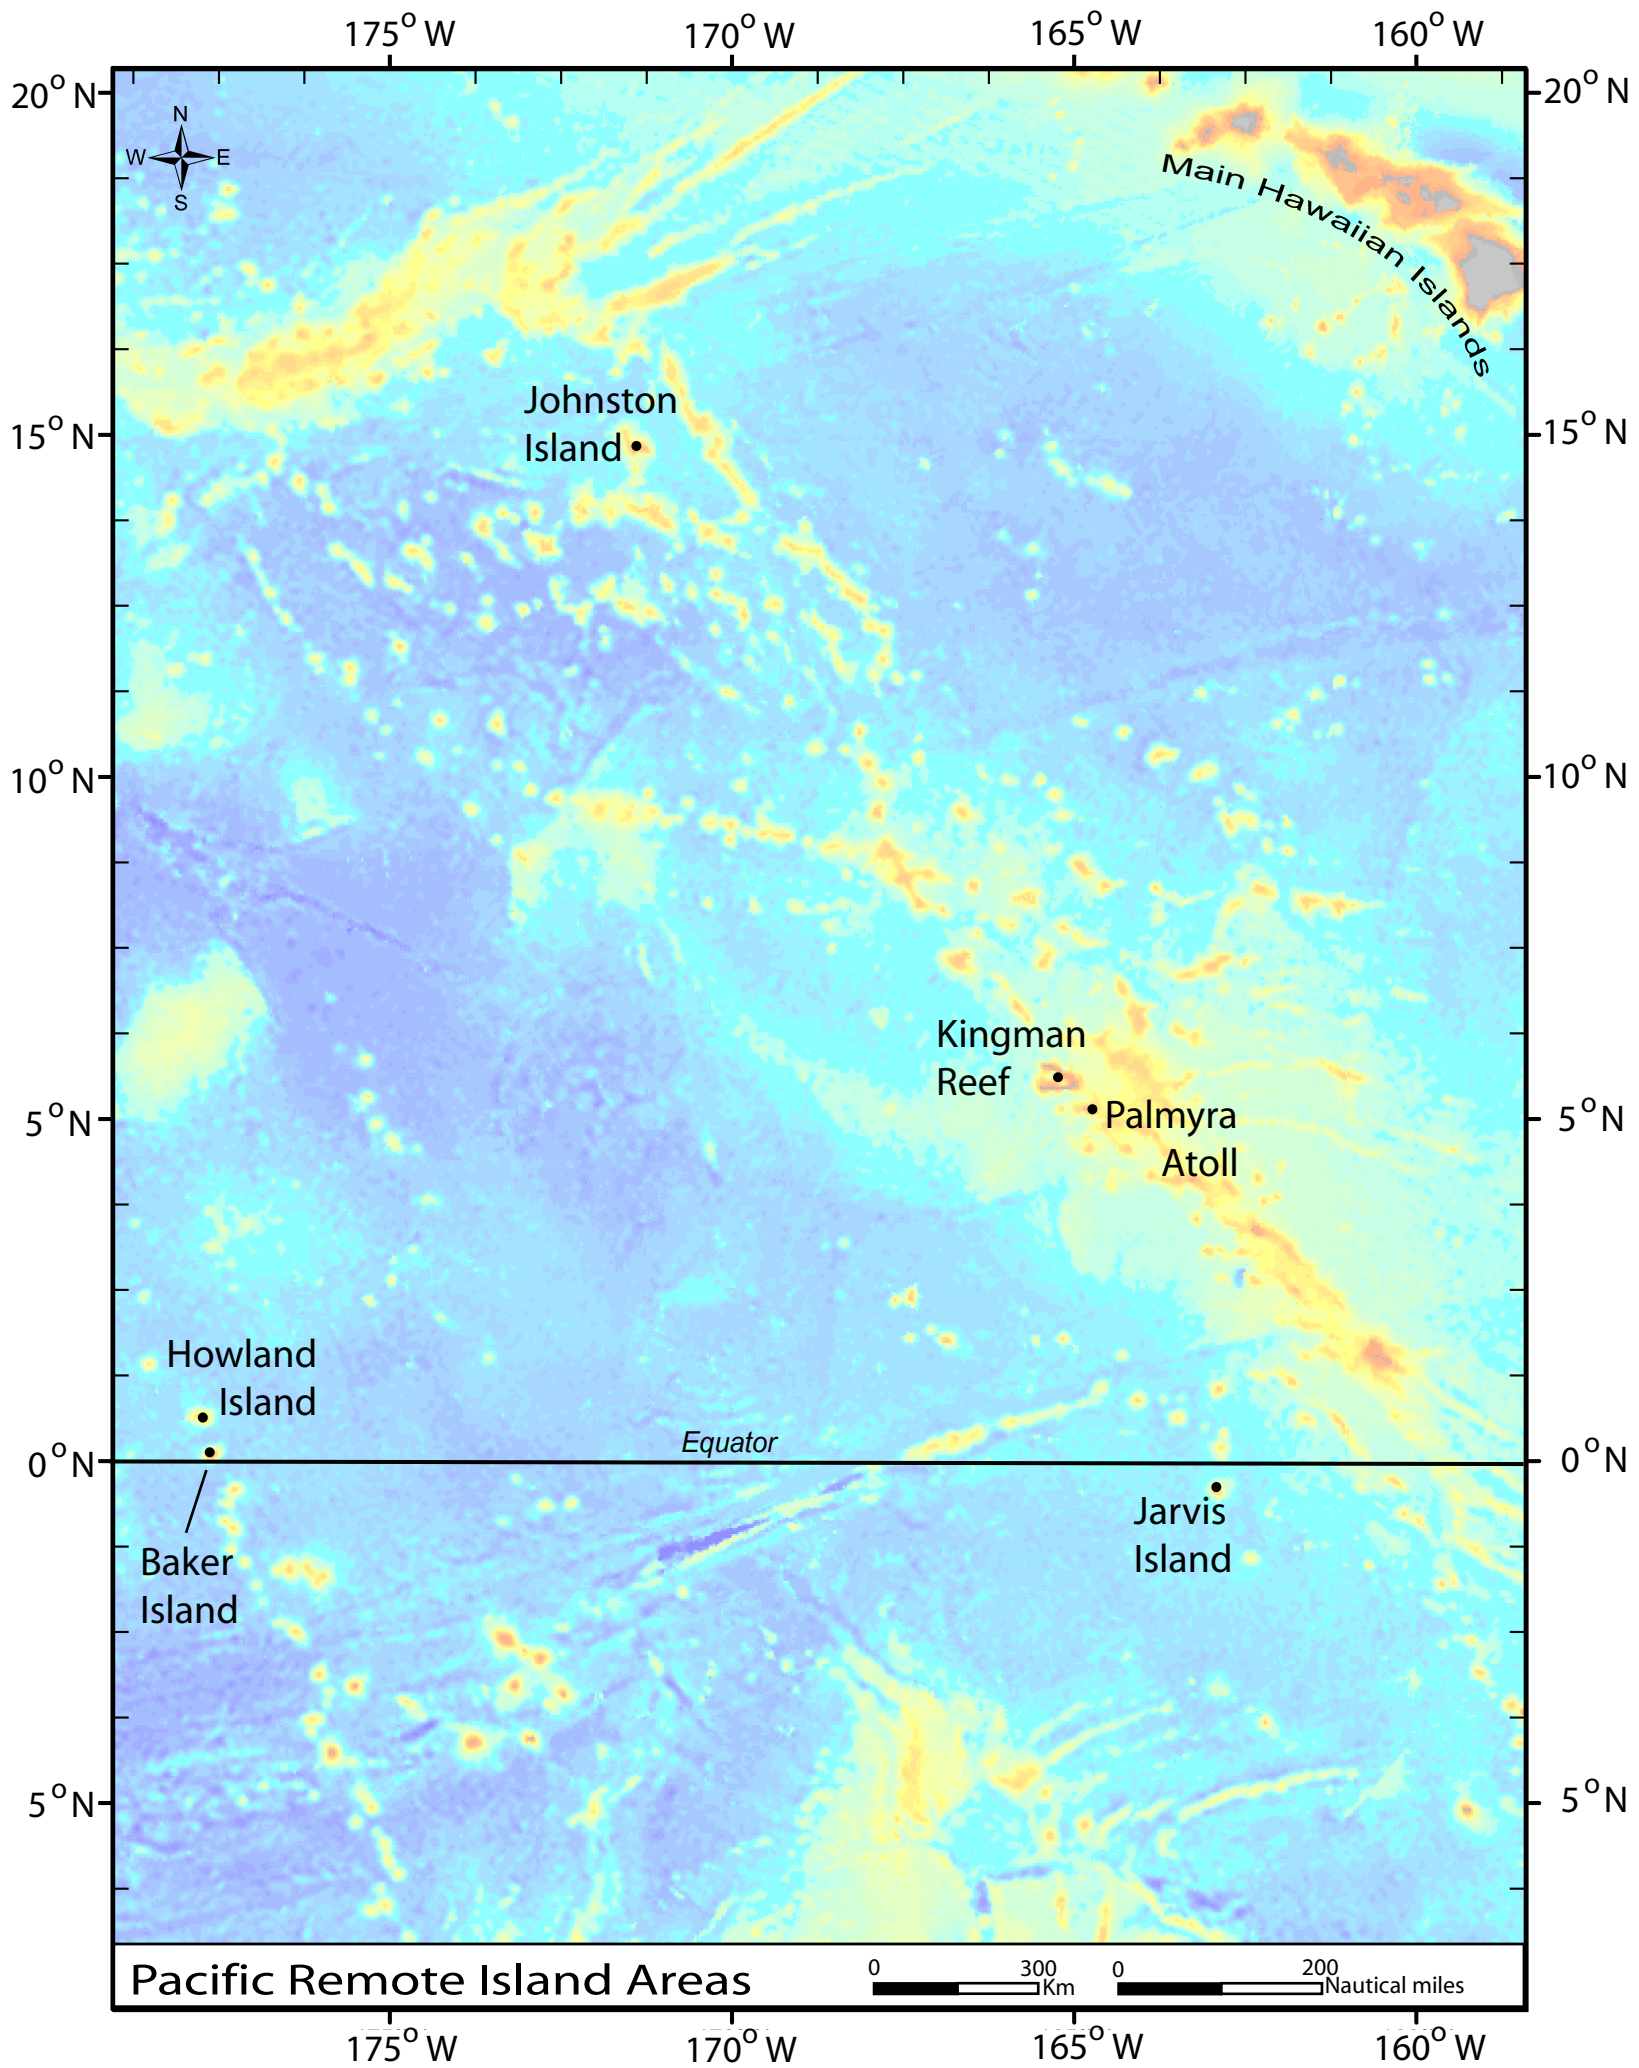 175° W 170° W 165° W 160° W
20° N 20° N
N
W E
S
Main Hawaiian Islands
Johnston
Island
15° N 15° N
10° N 10° N
Kingman
Reef
5° N 5° N
Palmyra
Atoll
Howland
Island
Equator
0° N 0° N
Jarvis
Island
Baker
Island
5° N 5° N
Pacific Remote Island Areas
0 300 Km
0 200 Nautical miles
175° W 170° W 165° W 160° W